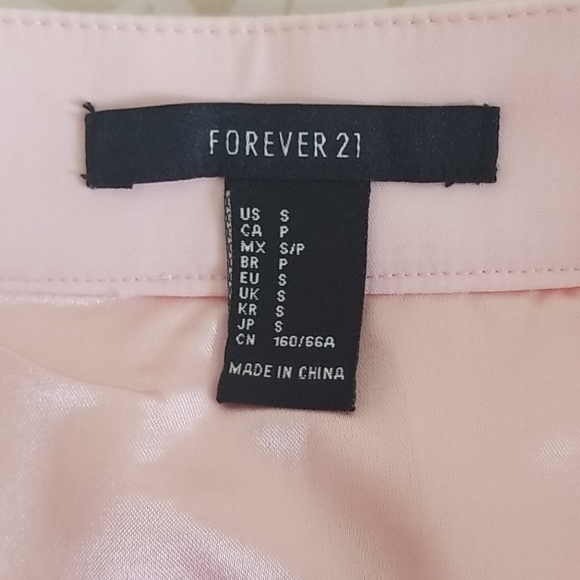 FOREVER 21
US S
CA P
MX S/P
BR P
EU S
UK S
KR S
JP S
CN 160/66A
MADE IN CHINA